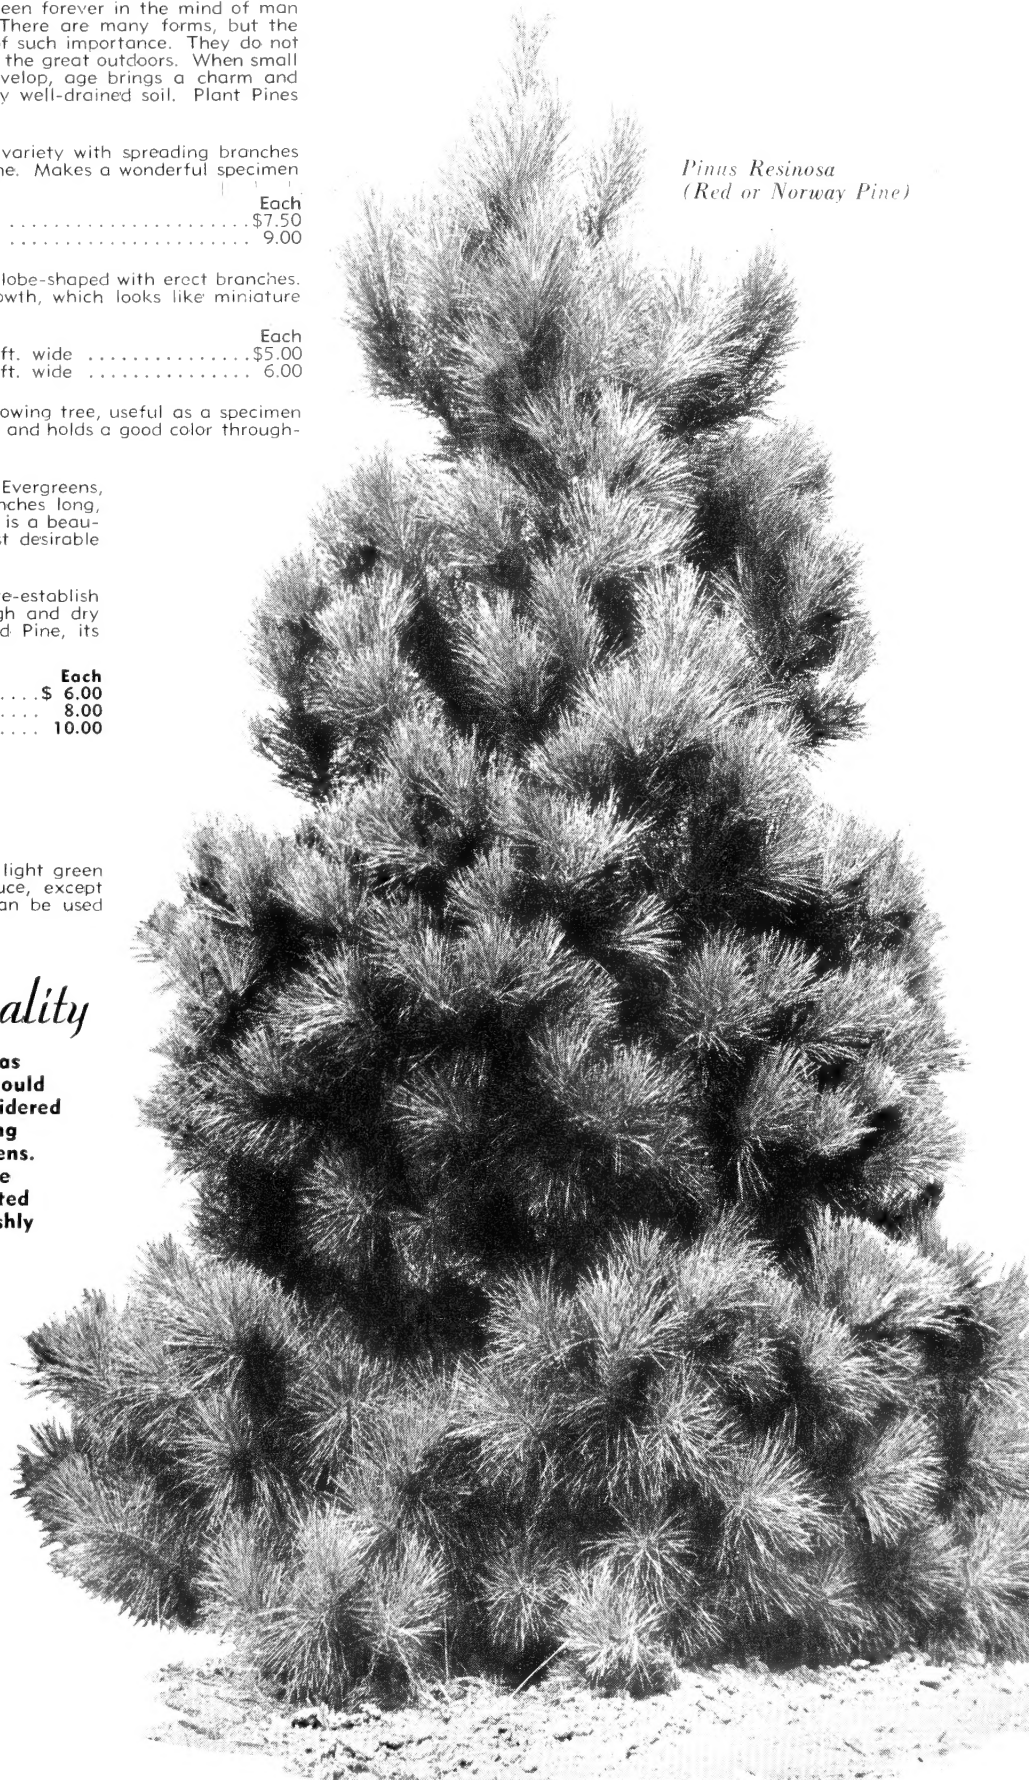 een forever in the mind of man
There are many forms, but the
f such importance. They do not
the great outdoors. When small
velop, age brings a charm and
y well-drained soil. Plant Pines
variety with spreading branches
ne. Makes a wonderful specimen
Each
......................$7.50
...................... 9.00
lobe-shaped with erect branches.
owth, which looks like miniature
Each
ft. wide ...............$5.00
ft. wide ............... 6.00
owing tree, useful as a specimen
and holds a good color through-
Evergreens,
nches long,
is a beau-
st desirable
re-establish
gh and dry
d Pine, its
Each
....$ 6.00
.... 8.00
.... 10.00
light green
uce, except
an be used
ality
as
ould
idered
ng
ens.
e
ted
shly
Pinus Resinosa
(Red or Norway Pine)